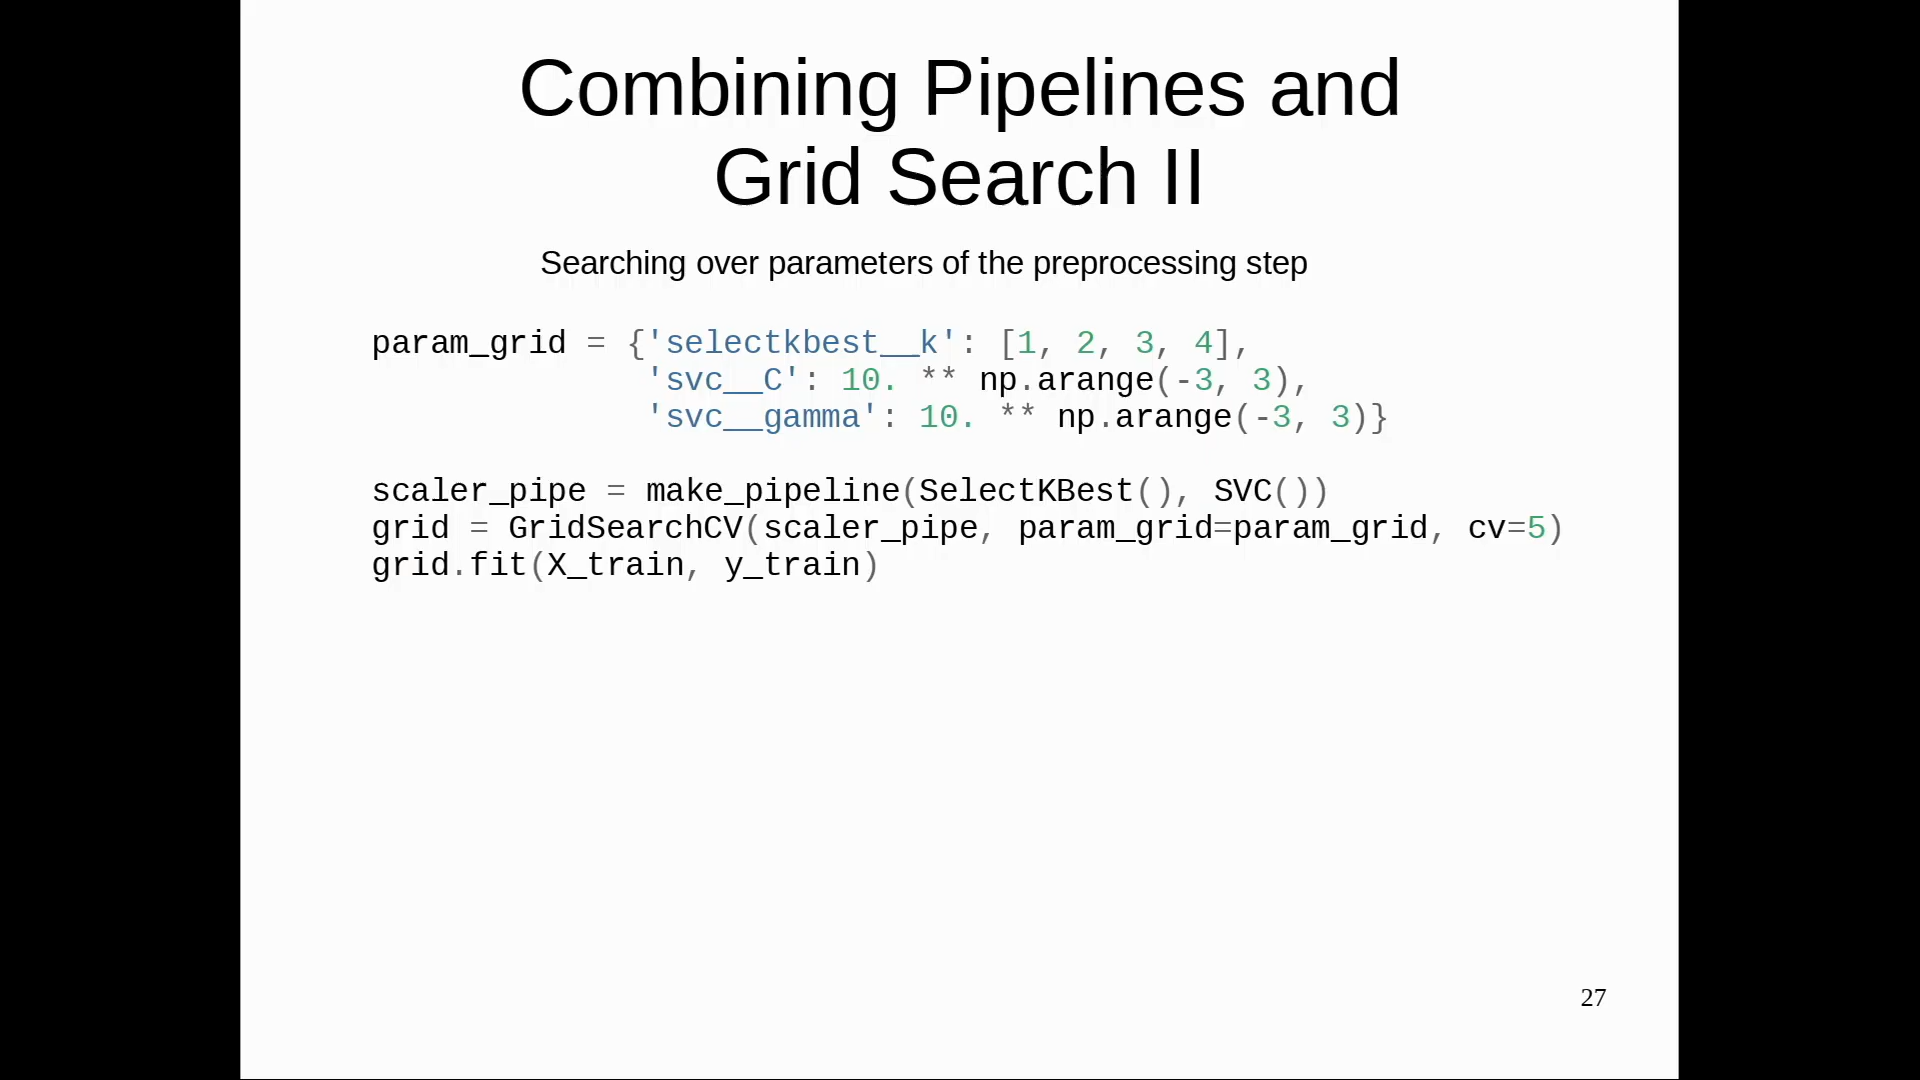 Combining Pipelines and
Grid Search II
Searching over parameters of the preprocessing step
param_grid = {'selectkbest__k': [1, 2, 3, 4],
              'svc__C': 10. ** np.arange(-3, 3),
              'svc__gamma': 10. ** np.arange(-3, 3)}
scaler_pipe = make_pipeline(SelectKBest(), SVC())
grid = GridSearchCV(scaler_pipe, param_grid=param_grid, cv=5)
grid.fit(X_train, y_train)
27